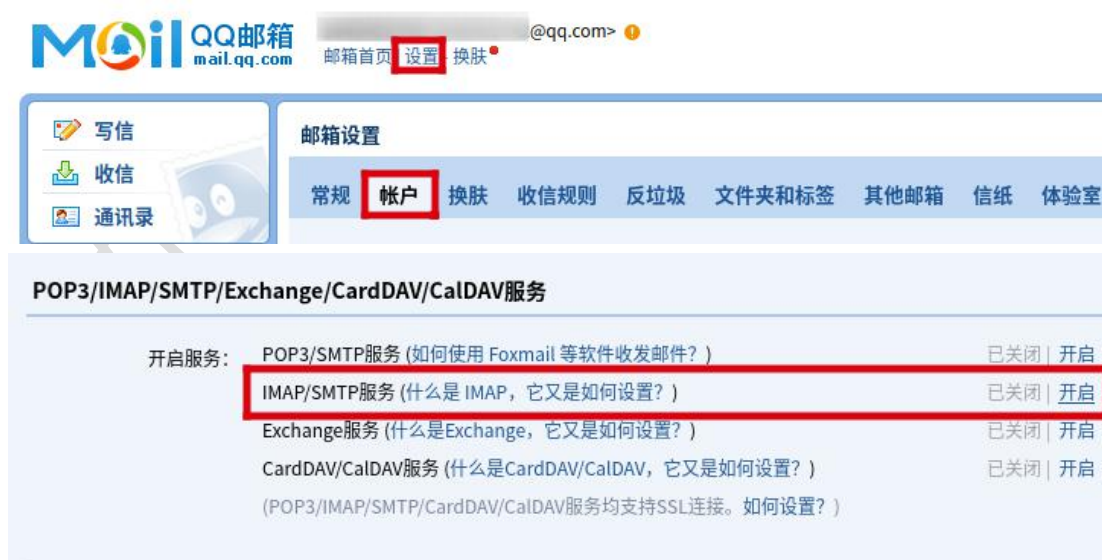 MOil QQ邮箱
mail.qq.com
@qq.com>
邮箱首页 设置 - 换肤
写信
收信
通讯录
邮箱设置
常规 帐户 换肤 收信规则 反垃圾 文件夹和标签 其他邮箱 信纸 体验室
POP3/IMAP/SMTP/Exchange/CardDAV/CalDAV服务
开启服务: POP3/SMTP服务 (如何使用 Foxmail 等软件收发邮件? ) 已关闭 | 开启
IMAP/SMTP服务 (什么是 IMAP，它又是如何设置? ) 已关闭 | 开启
Exchange服务 (什么是Exchange，它又是如何设置? ) 已关闭 | 开启
CardDAV/CalDAV服务 (什么是CardDAV/CalDAV，它又是如何设置? ) 已关闭 | 开启
(POP3/IMAP/SMTP/CardDAV/CalDAV服务均支持SSL连接。如何设置? )